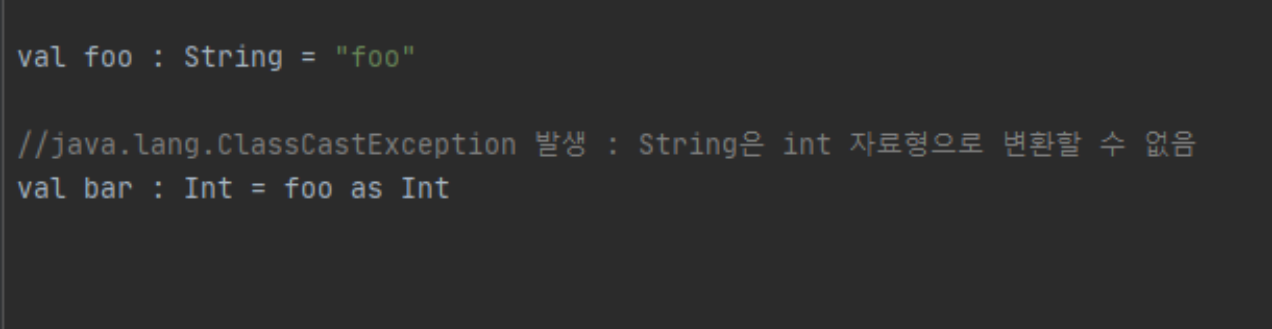 val foo : String = "foo"
//java.lang.ClassCastException 발생 : String은 int 자료형으로 변환할 수 없음
val bar : Int = foo as Int